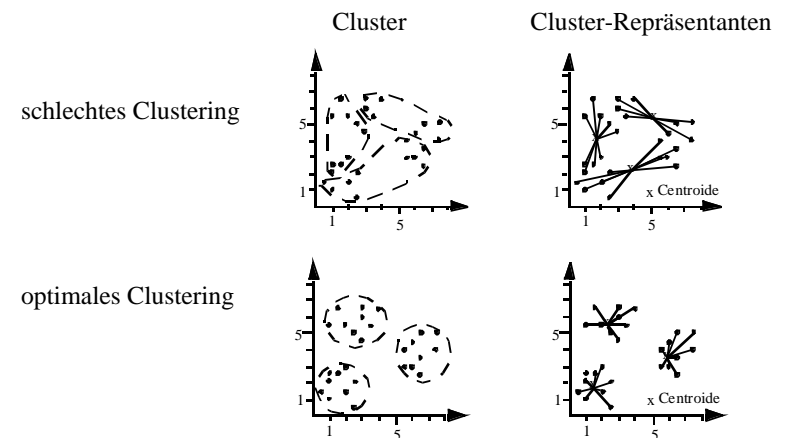 Cluster
Cluster-Repräsentanten
schlechtes Clustering
5
1
1
5
5
1
x Centroide
1
5
optimales Clustering
5
1
1
5
5
1
x Centroide
1
5